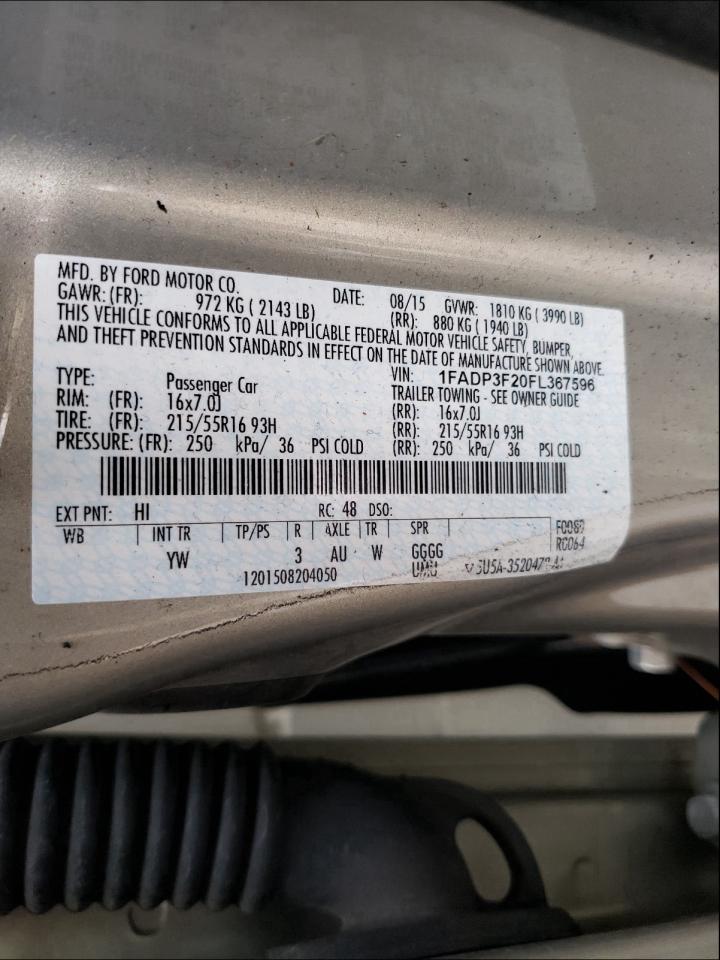 MFD. BY FORD MOTOR CO.
DATE: 08/15 GVWR: 1810 KG ( 3990 LB)
GAWR: (FR): 972 KG ( 2143 LB) (RR): 880 KG ( 1940 LB)
THIS VEHICLE CONFORMS TO ALL APPLICABLE FEDERAL MOTOR VEHICLE SAFETY, BUMPER,
AND THEFT PREVENTION STANDARDS IN EFFECT ON THE DATE OF MANUFACTURE SHOWN ABOVE.
VIN: 1FADP3F20FL367596
TYPE: Passenger Car TRAILER TOWING - SEE OWNER GUIDE
RIM: (FR): 16x7.0J (RR): 16x7.0J
TIRE: (FR): 215/55R16 93H (RR): 215/55R16 93H
PRESSURE: (FR): 250 kPa/ 36 PSI COLD (RR): 250 kPa/ 36 PSI COLD
EXT PNT: HI RC: 48 DSO:
WB INT TR TP/PS R AXLE TR SPR
YW 3 AU W GGGG
1201508204050 UMU